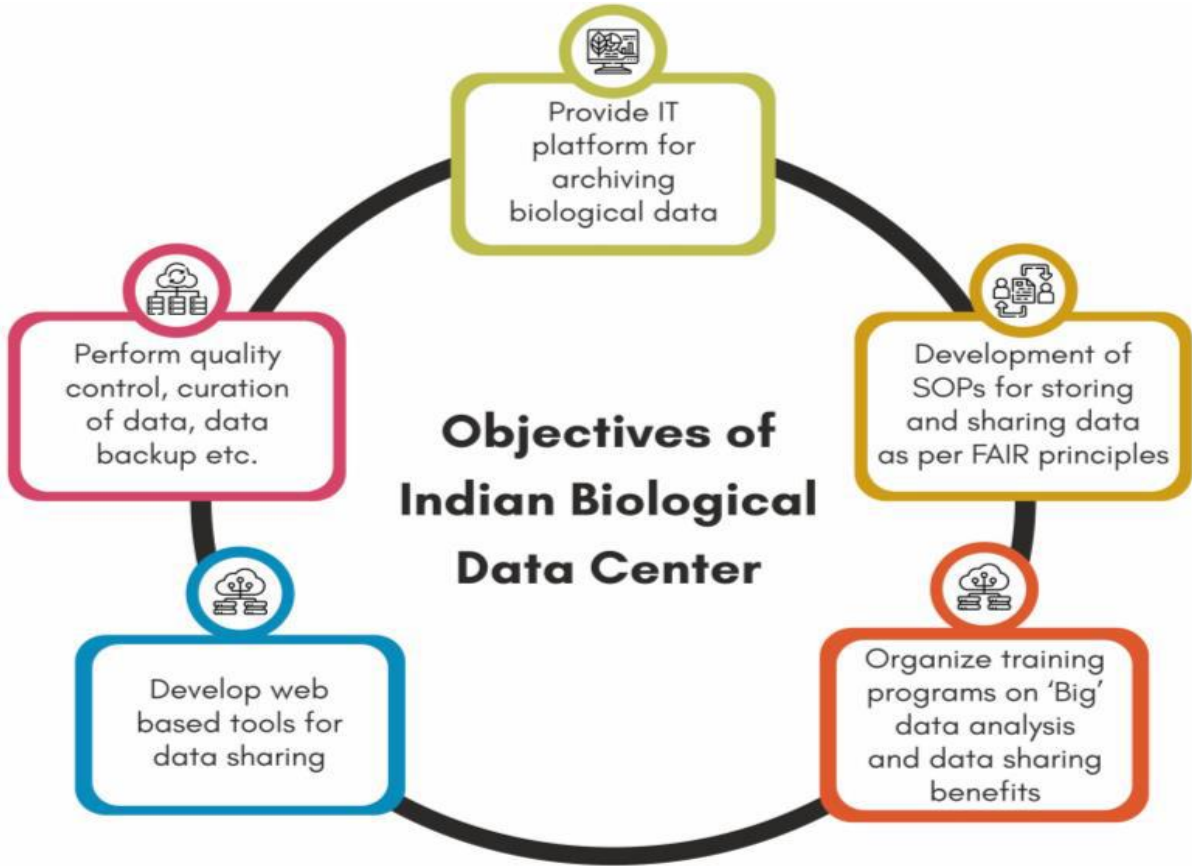 Provide IT
platform for
archiving
biological data
Perform quality
control, curation
of data, data
backup etc.
Development of
SOPs for storing
and sharing data
as per FAIR principles
Objectives of
Indian Biological
Data Center
Develop web
based tools for
data sharing
Organize training
programs on ‘Big’
data analysis
and data sharing
benefits